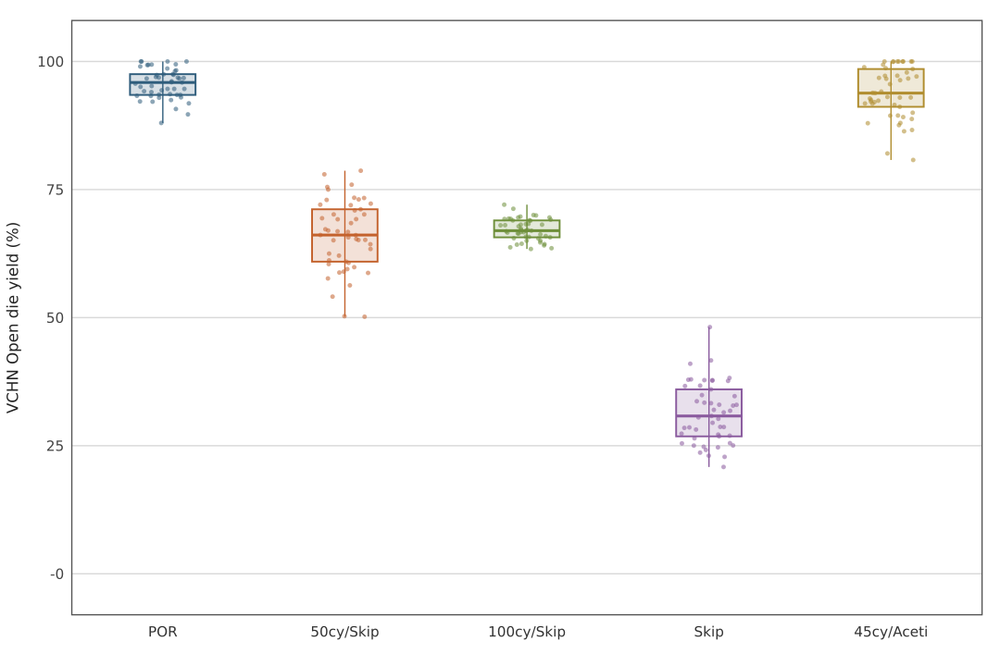 VCHN Open die yield (%)
100
75
50
25
-0
POR
50cy/Skip
100cy/Skip
Skip
45cy/Aceti